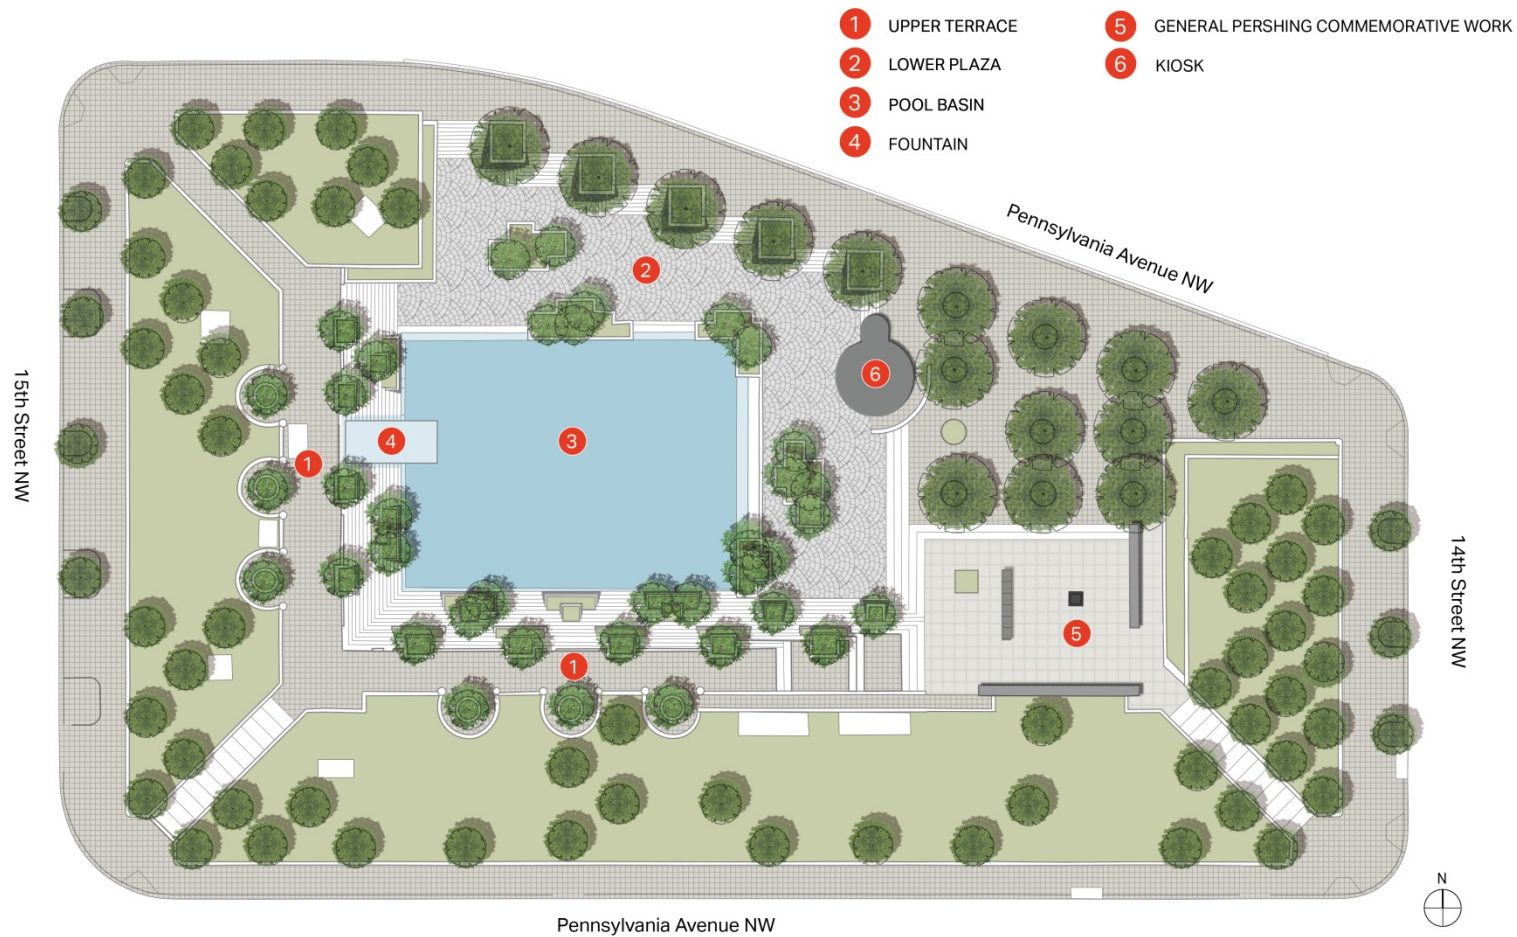 1 UPPER TERRACE
2 LOWER PLAZA
3 POOL BASIN
4 FOUNTAIN
5 GENERAL PERSHING COMMEMORATIVE WORK
6 KIOSK
Pennsylvania Avenue NW
2
6
15th Street NW
4
3
1
14th Street NW
5
1
N
Pennsylvania Avenue NW